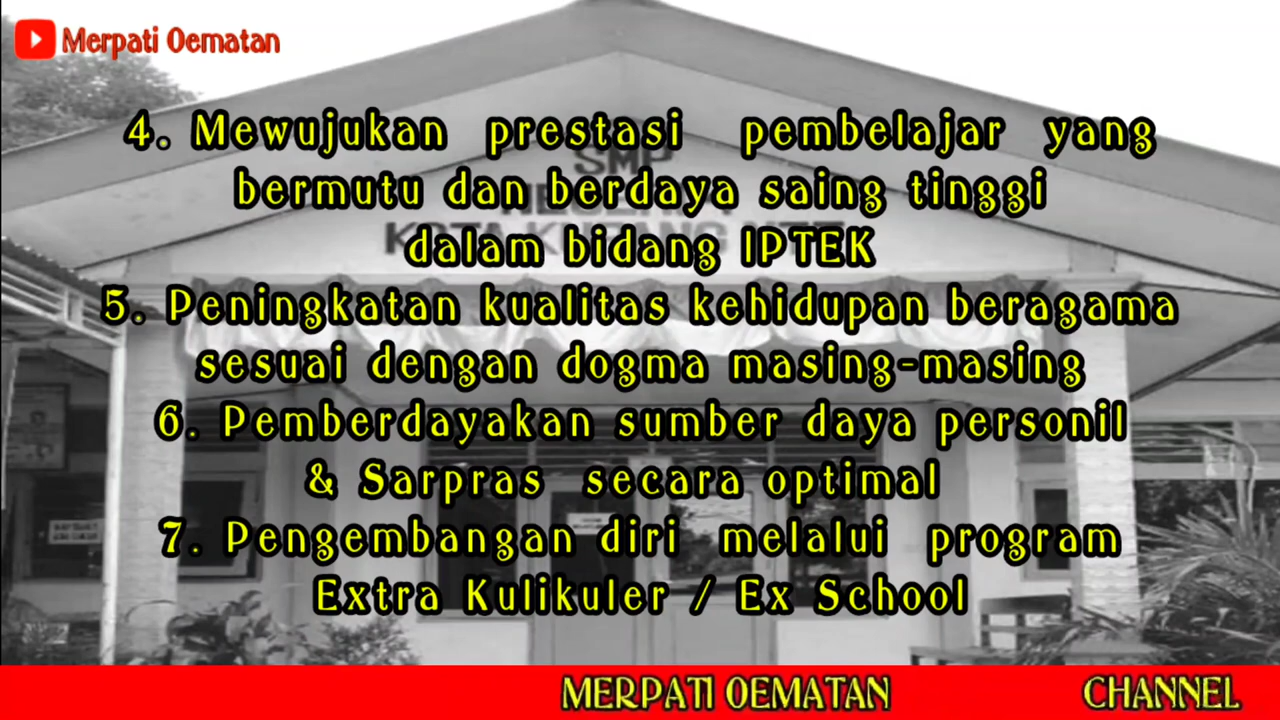 Merpati Oematan
4. Mewujukan prestasi pembelajar yang
SMP
bermutu dan berdaya saing tinggi
dalam bidang IPTEK
5. Peningkatan kualitas kehidupan beragama
sesuai dengan dogma masing-masing
6. Pemberdayakan sumber daya personil
& Sarpras secara optimal
7. Pengembangan diri melalui program
Extra Kulikuler / Ex School
MERPATI OEMATAN CHANNEL